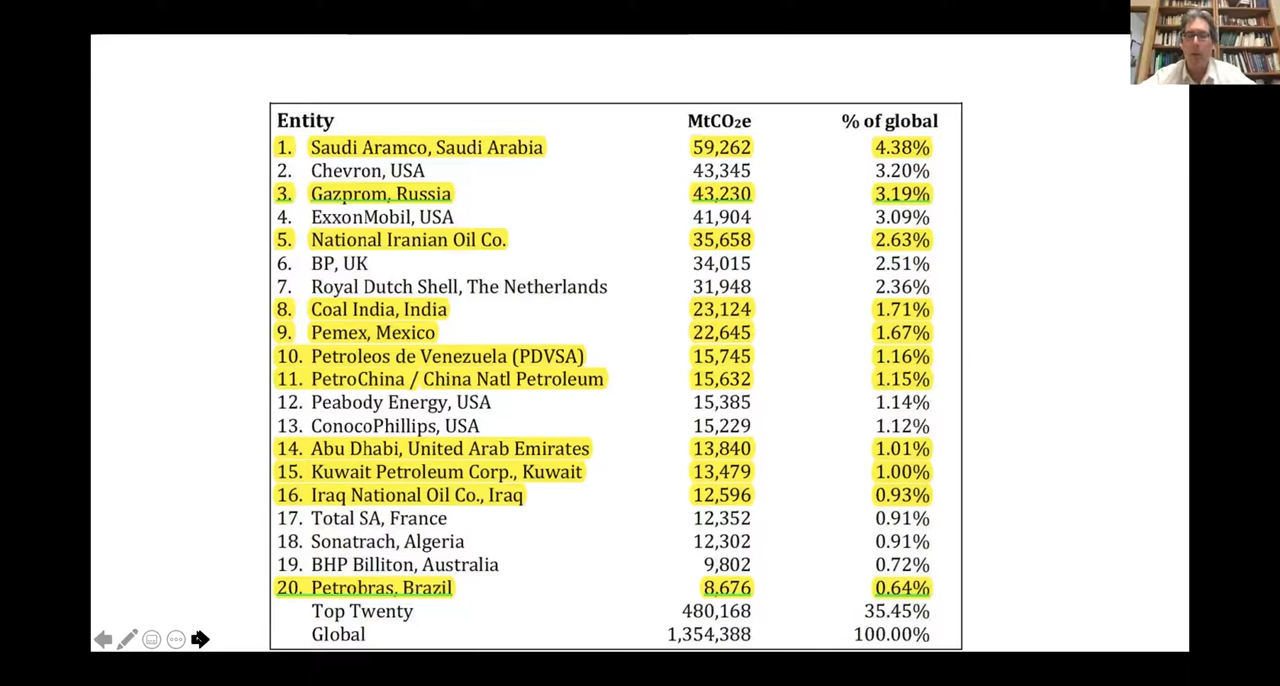 Entity MtCO₂e % of global
1. Saudi Aramco, Saudi Arabia 59,262 4.38%
2. Chevron, USA 43,345 3.20%
3. Gazprom, Russia 43,230 3.19%
4. ExxonMobil, USA 41,904 3.09%
5. National Iranian Oil Co. 35,658 2.63%
6. BP, UK 34,015 2.51%
7. Royal Dutch Shell, The Netherlands 31,948 2.36%
8. Coal India, India 23,124 1.71%
9. Pemex, Mexico 22,645 1.67%
10. Petroleos de Venezuela (PDVSA) 15,745 1.16%
11. PetroChina / China Natl Petroleum 15,632 1.15%
12. Peabody Energy, USA 15,385 1.14%
13. ConocoPhillips, USA 15,229 1.12%
14. Abu Dhabi, United Arab Emirates 13,840 1.01%
15. Kuwait Petroleum Corp., Kuwait 13,479 1.00%
16. Iraq National Oil Co., Iraq 12,596 0.93%
17. Total SA, France 12,352 0.91%
18. Sonatrach, Algeria 12,302 0.91%
19. BHP Billiton, Australia 9,802 0.72%
20. Petrobras, Brazil 8,676 0.64%
Top Twenty 480,168 35.45%
Global 1,354,388 100.00%